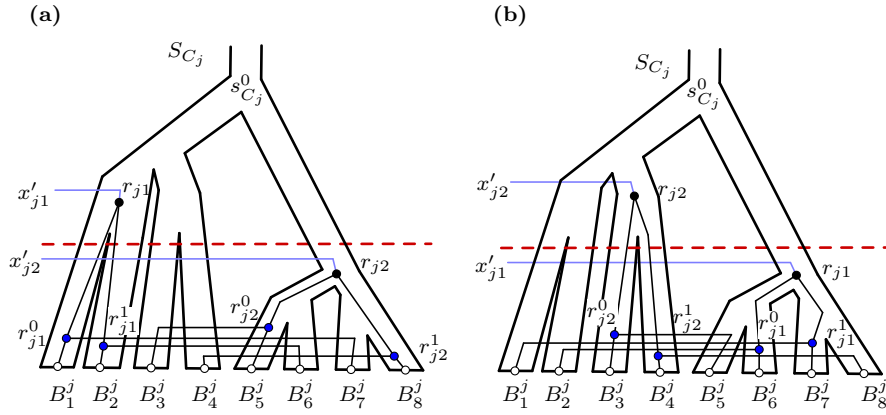 (a)
(b)
S_{C_j}
s^0_{C_j}
x'_{j1}
r_{j1}
x'_{j2}
r_{j2}
r^0_{j1}
r^1_{j1}
r^0_{j2}
r^1_{j2}
B^j_1 B^j_2 B^j_3 B^j_4 B^j_5 B^j_6 B^j_7 B^j_8
S_{C_j}
s^0_{C_j}
x'_{j2}
r_{j2}
x'_{j1}
r_{j1}
r^0_{j2}
r^1_{j2}
r^0_{j1}
r^1_{j1}
B^j_1 B^j_2 B^j_3 B^j_4 B^j_5 B^j_6 B^j_7 B^j_8